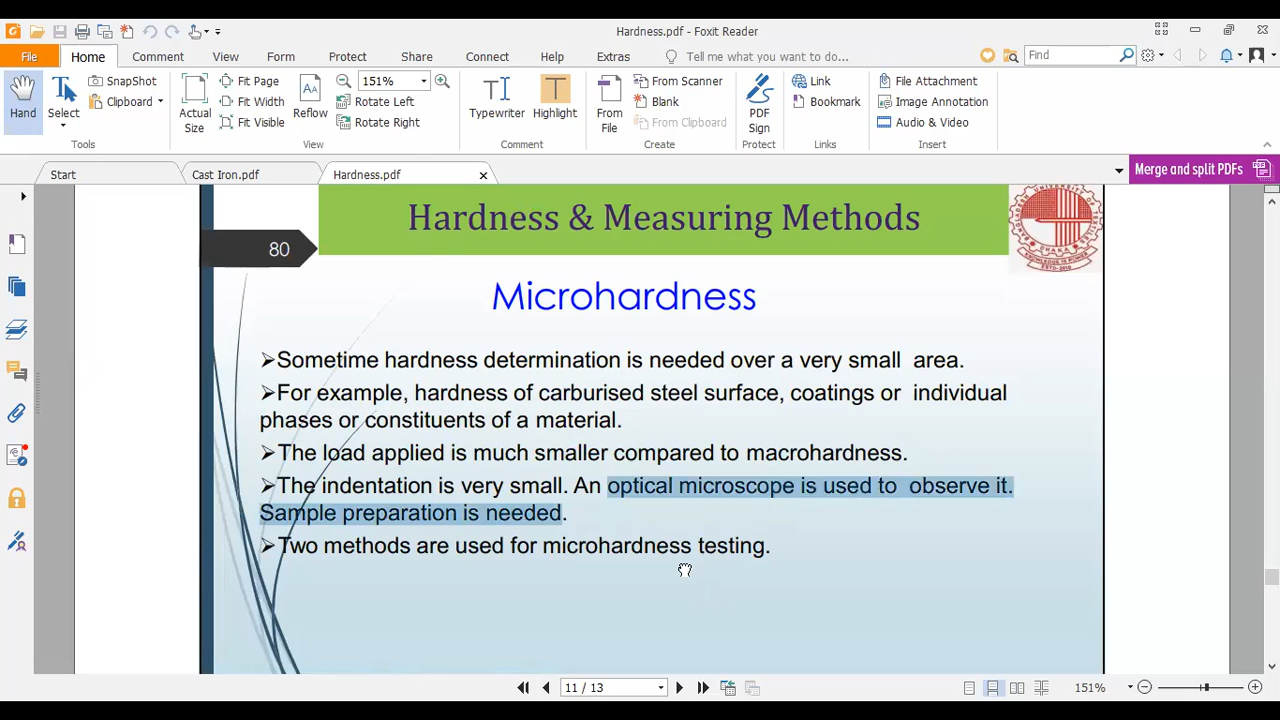 Hardness.pdf - Foxit Reader
File Home Comment View Form Protect Share Connect Help Extras Tell me what you want to do... Find
Hand Select SnapShot Clipboard Actual Size Fit Page Fit Width Fit Visible Reflow 151% Rotate Left Rotate Right Typewriter Highlight From File From Scanner Blank From Clipboard PDF Sign Link Bookmark File Attachment Image Annotation Audio & Video
Tools View Comment Create Protect Links Insert
Start Cast Iron.pdf Hardness.pdf Merge and split PDFs
Hardness & Measuring Methods
80
Microhardness
➢Sometime hardness determination is needed over a very small area.
➢For example, hardness of carburised steel surface, coatings or individual
phases or constituents of a material.
➢The load applied is much smaller compared to macrohardness.
➢The indentation is very small. An optical microscope is used to observe it.
Sample preparation is needed.
➢Two methods are used for microhardness testing.
11 / 13 151%